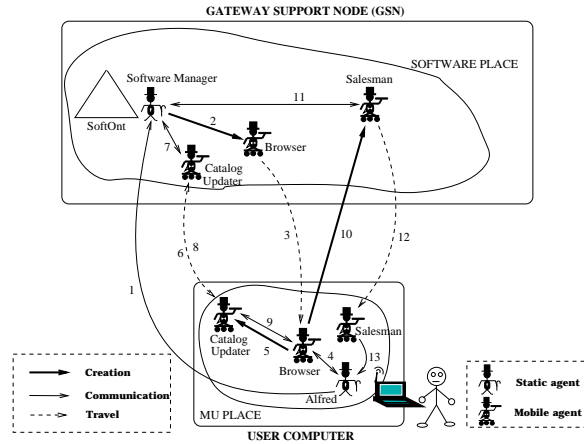 GATEWAY SUPPORT NODE (GSN)
SOFTWARE PLACE
Software Manager
Salesman
SoftOnt
11
2
Browser
7
Catalog
Updater
3
10
12
6
8
1
9
Catalog
Updater
5
Browser
4
Salesman
13
Alfred
MU PLACE
USER COMPUTER
Creation
Communication
Travel
Static agent
Mobile agent